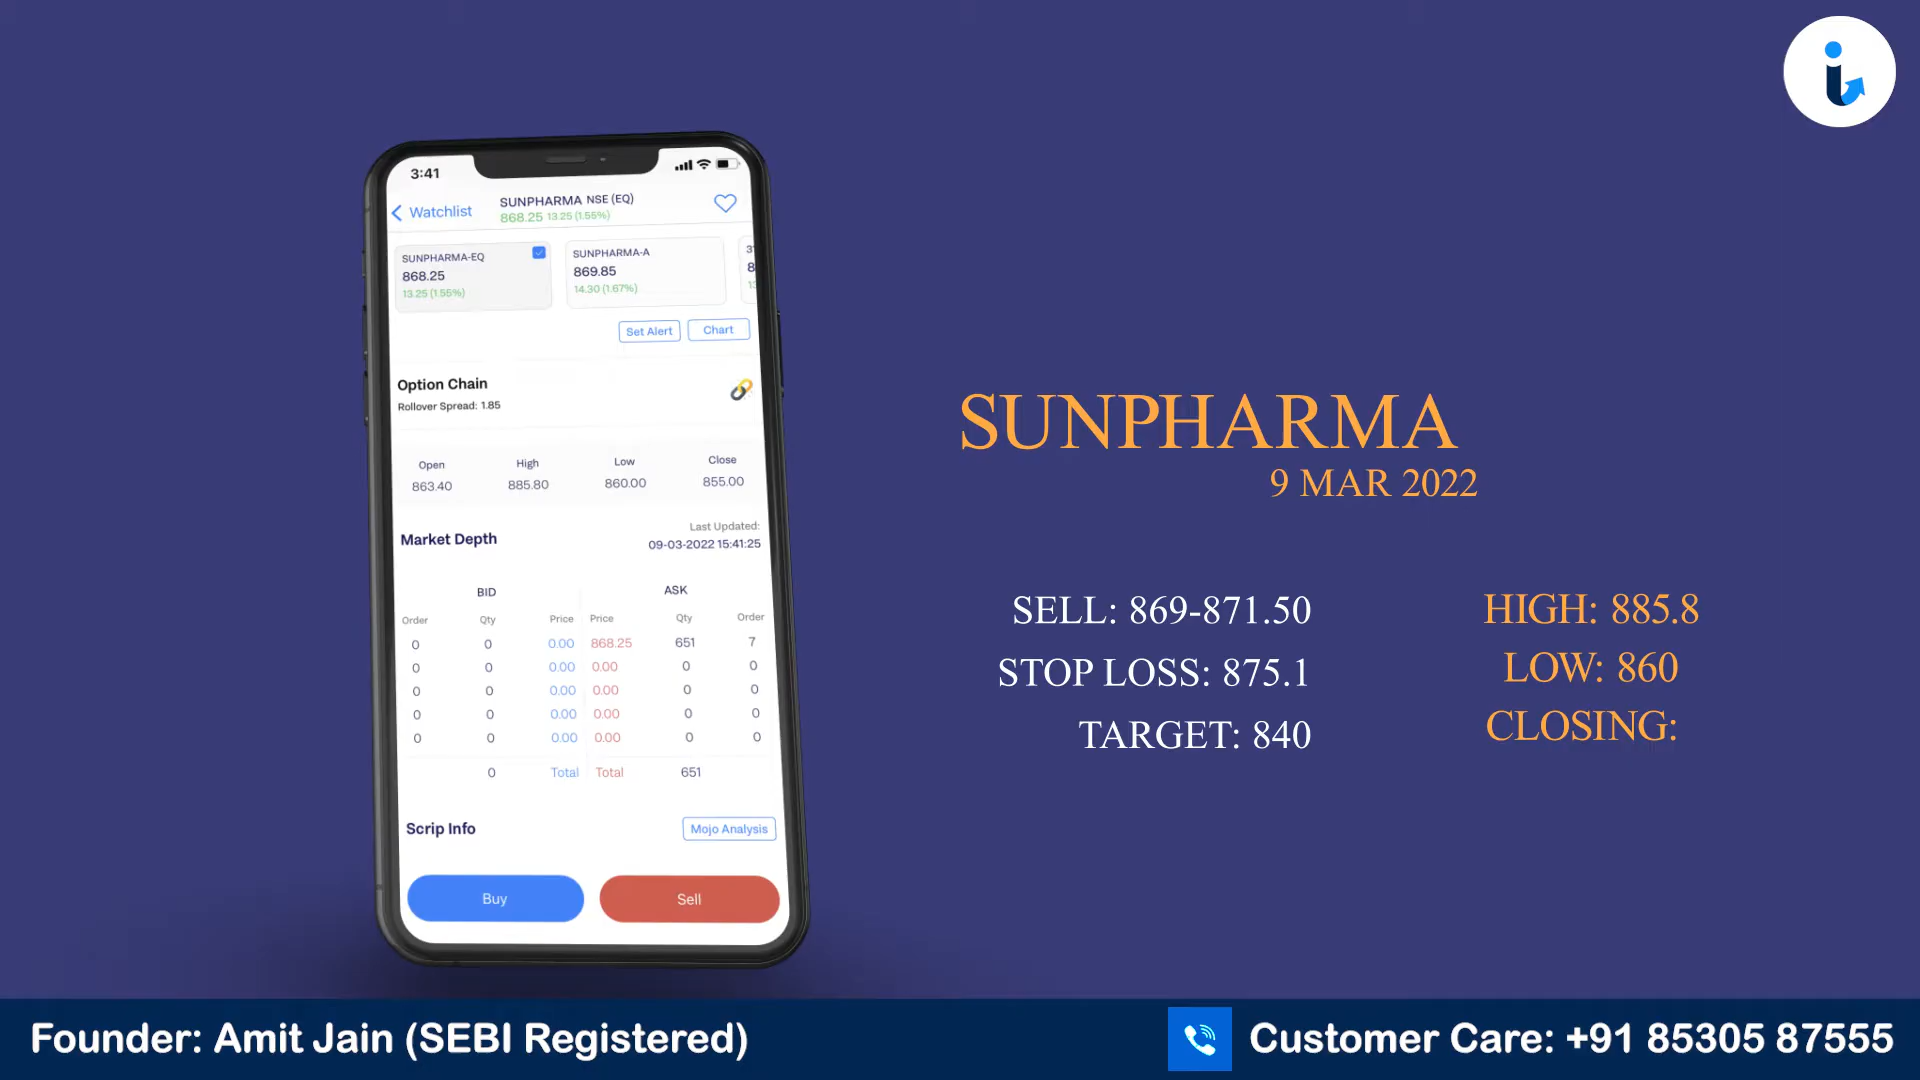 3:41
Watchlist
SUNPHARMA NSE (EQ)
868.25 13.25 (1.55%)
SUNPHARMA-EQ
868.25
13.25 (1.55%)
SUNPHARMA-A
869.85
14.30 (1.67%)
Set Alert Chart
Option Chain
Rollover Spread: 1.85
Open High Low Close
863.40 885.80 860.00 855.00
Market Depth
Last Updated:
09-03-2022 15:41:25
BID ASK
Order Qty Price Price Qty Order
0 0 0.00 868.25 651 7
0 0 0.00 0.00 0 0
0 0 0.00 0.00 0 0
0 0 0.00 0.00 0 0
0 0 0.00 0.00 0 0
0 Total Total 651
Scrip Info
Mojo Analysis
Buy Sell
SUNPHARMA
9 MAR 2022
SELL: 869-871.50
STOP LOSS: 875.1
TARGET: 840
HIGH: 885.8
LOW: 860
CLOSING:
Founder: Amit Jain (SEBI Registered)
Customer Care: +91 85305 87555